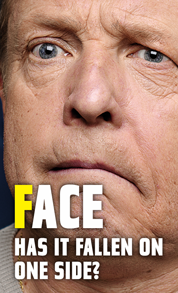 FACE
HAS IT FALLEN ON
ONE SIDE?